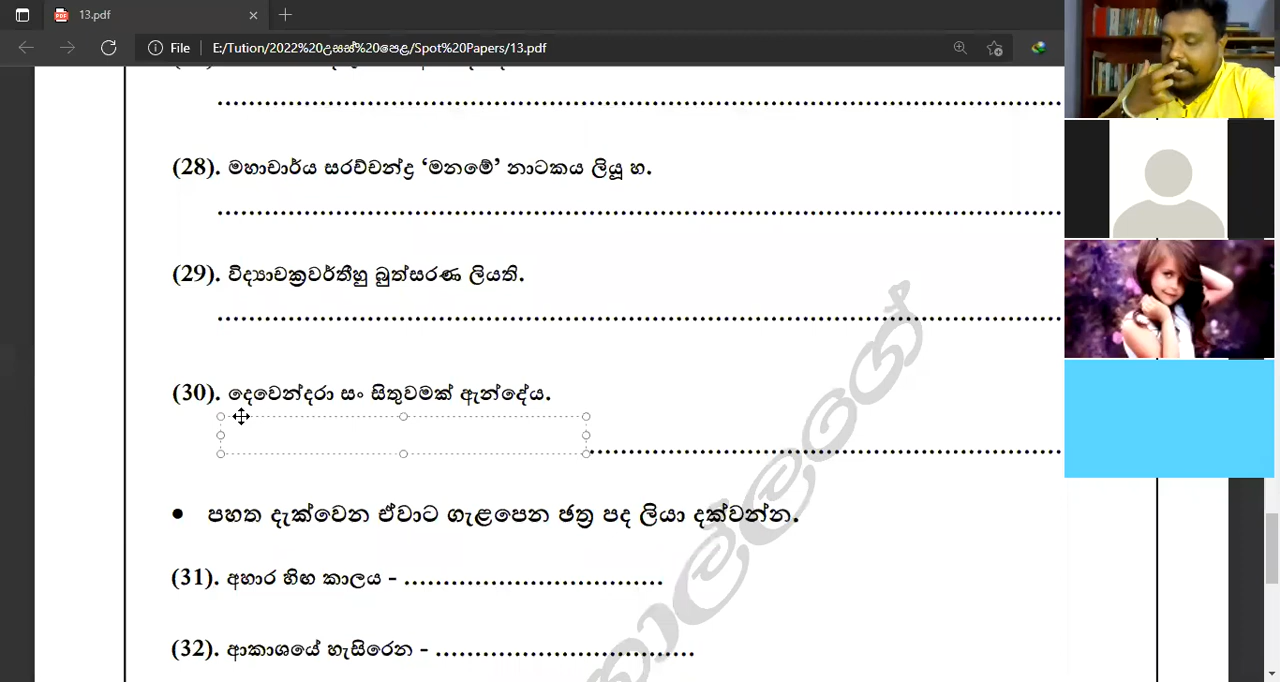 13.pdf
File E:/Tution/2022%20උසස්%20පෙළ/Spot%20Papers/13.pdf
(28). මහාචාර්ය සරච්චන්ද්‍ර ‘මනමේ’ නාටකය ලියූ හ.
(29). විද්‍යාචක්‍රවර්තීහු බුත්සරණ ලියති.
(30). දෙවෙන්දරා සං සිතුවමක් ඇන්දේය.
• පහත දැක්වෙන ඒවාට ගැළපෙන ඡත්‍ර පද ලියා දක්වන්න.
(31). අහාර හිඟ කාලය - ................................
(32). ආකාශයේ හැසිරෙන - ................................